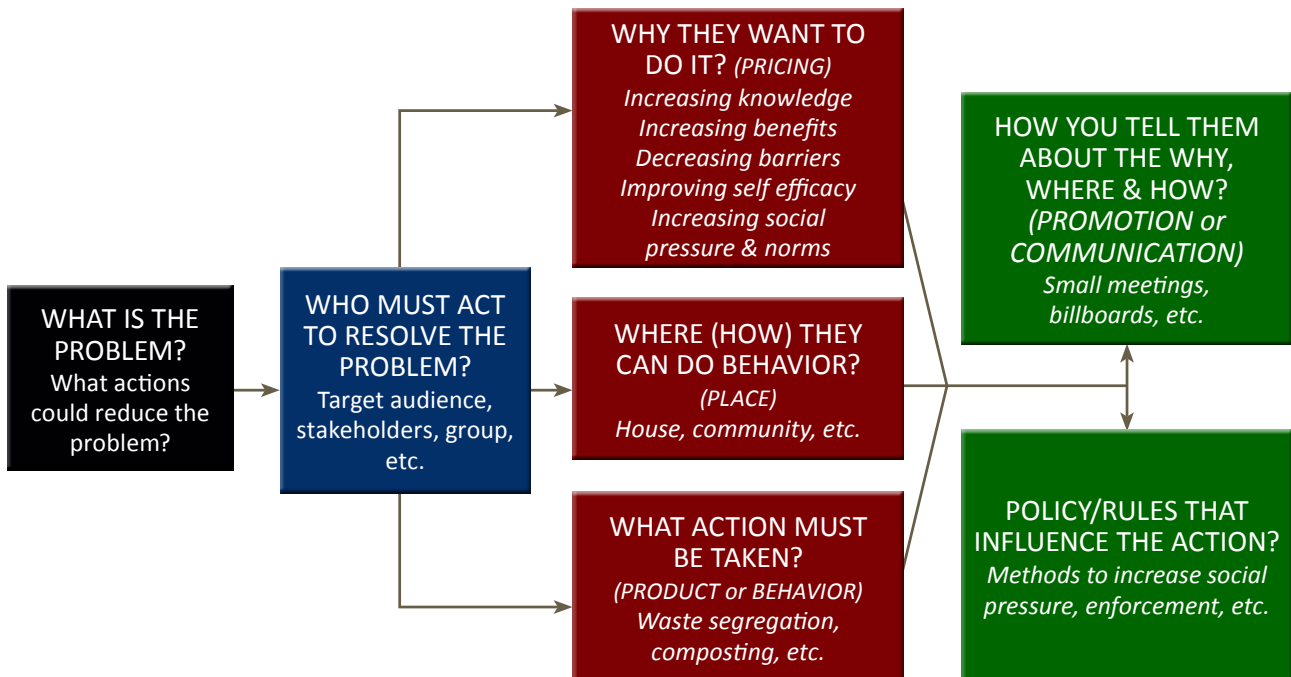 WHAT IS THE
PROBLEM?
What actions
could reduce the
problem?
WHO MUST ACT
TO RESOLVE THE
PROBLEM?
Target audience,
stakeholders, group,
etc.
WHY THEY WANT TO
DO IT? (PRICING)
Increasing knowledge
Increasing benefits
Decreasing barriers
Improving self efficacy
Increasing social
pressure & norms
WHERE (HOW) THEY
CAN DO BEHAVIOR?
(PLACE)
House, community, etc.
WHAT ACTION MUST
BE TAKEN?
(PRODUCT or BEHAVIOR)
Waste segregation,
composting, etc.
HOW YOU TELL THEM
ABOUT THE WHY,
WHERE & HOW?
(PROMOTION or
COMMUNICATION)
Small meetings,
billboards, etc.
POLICY/RULES THAT
INFLUENCE THE ACTION?
Methods to increase social
pressure, enforcement, etc.